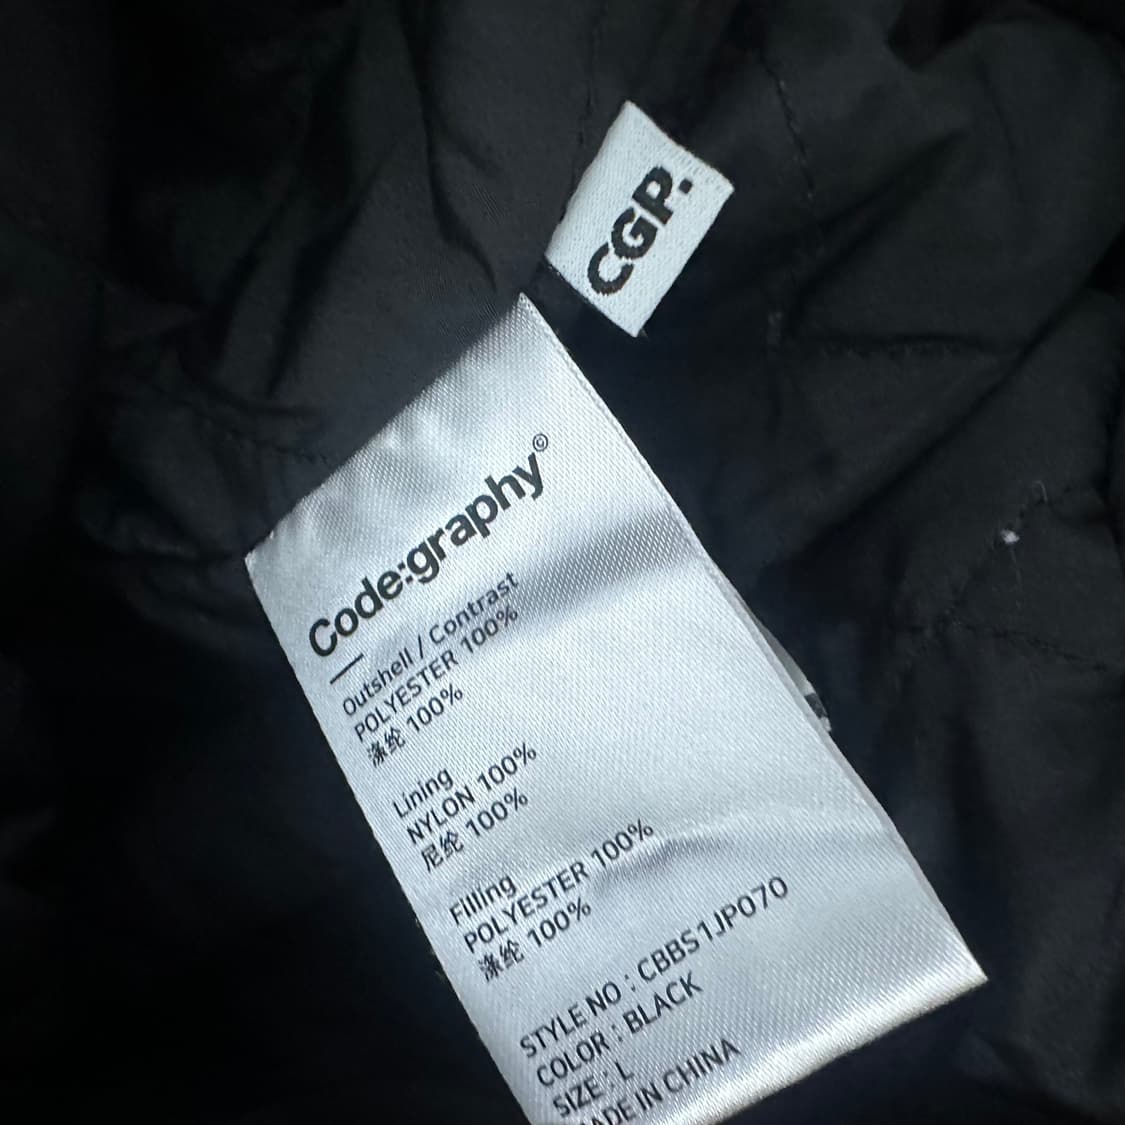 CGP.
Code:graphy©
Outshell / Contrast
POLYESTER 100%
涤纶 100%
Lining
NYLON 100%
尼纶 100%
Filling
POLYESTER 100%
涤纶 100%
STYLE NO : CBBS1JP070
COLOR : BLACK
SIZE : L
MADE IN CHINA